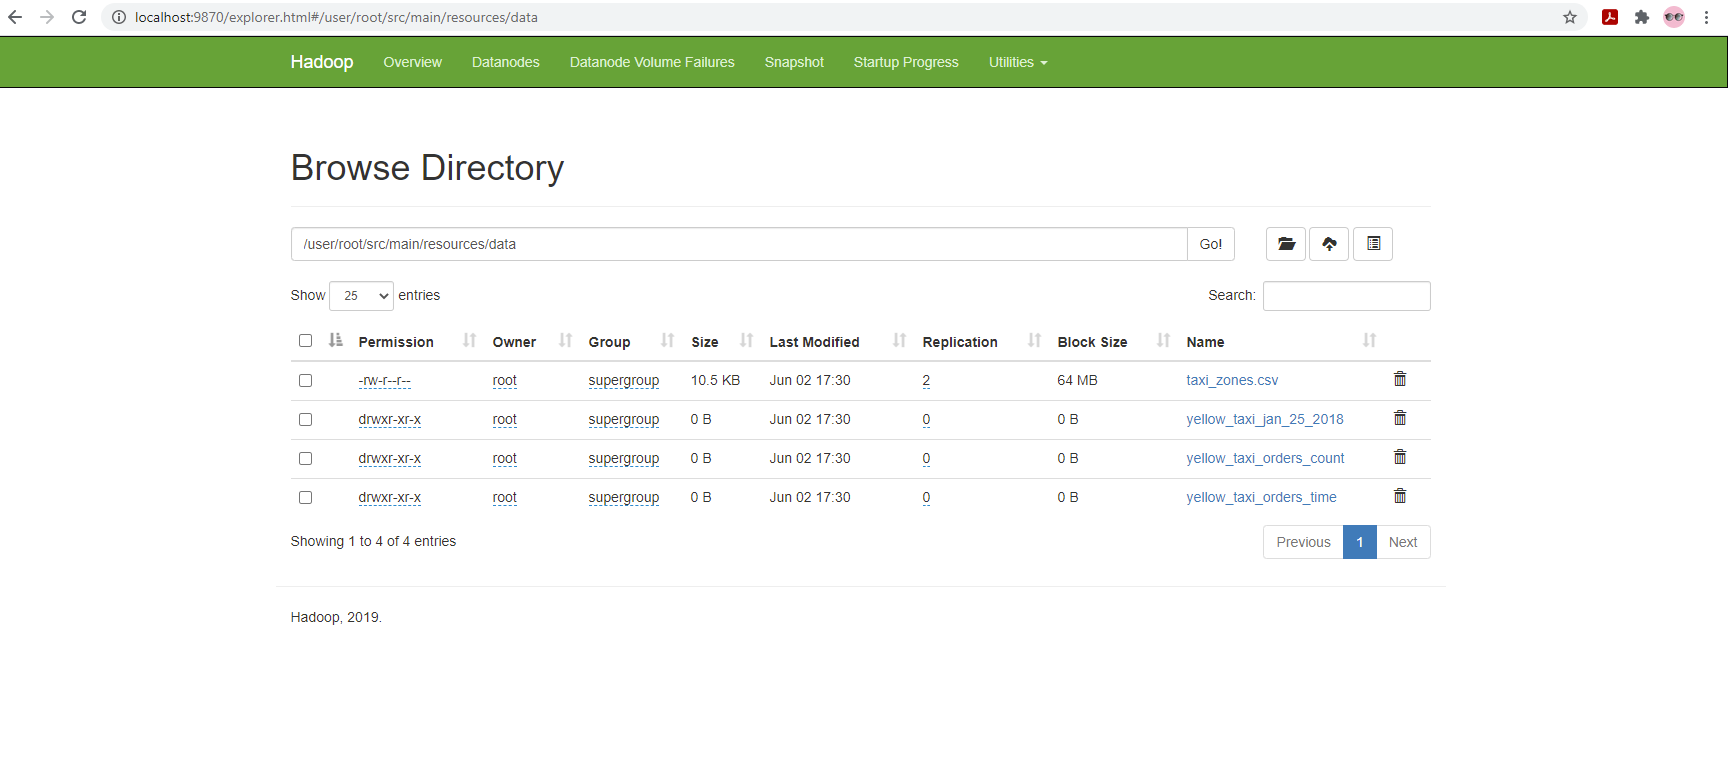 localhost:9870/explorer.html#/user/root/src/main/resources/data
Hadoop Overview Datanodes Datanode Volume Failures Snapshot Startup Progress Utilities
Browse Directory
/user/root/src/main/resources/data Go!
Show 25 entries Search:
Permission Owner Group Size Last Modified Replication Block Size Name
-rw-r--r-- root supergroup 10.5 KB Jun 02 17:30 2 64 MB taxi_zones.csv
drwxr-xr-x root supergroup 0 B Jun 02 17:30 0 0 B yellow_taxi_jan_25_2018
drwxr-xr-x root supergroup 0 B Jun 02 17:30 0 0 B yellow_taxi_orders_count
drwxr-xr-x root supergroup 0 B Jun 02 17:30 0 0 B yellow_taxi_orders_time
Showing 1 to 4 of 4 entries Previous 1 Next
Hadoop, 2019.